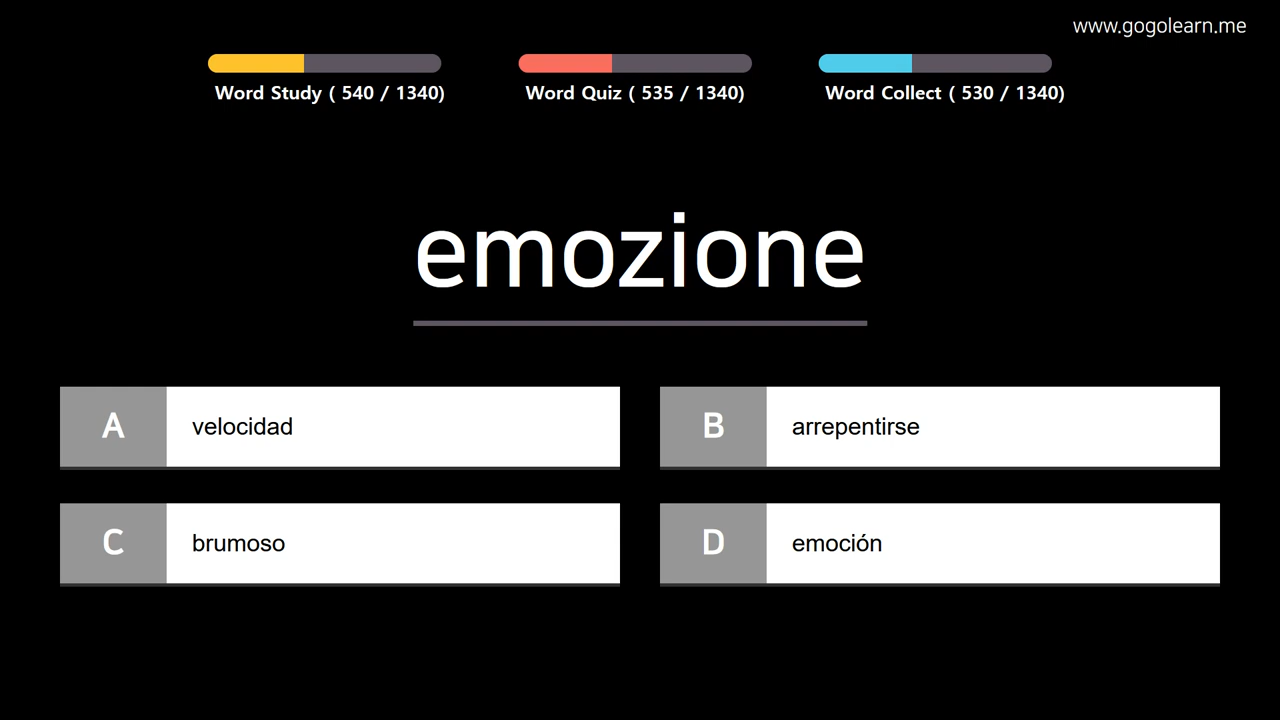 www.gogolearn.me
Word Study ( 540 / 1340)
Word Quiz ( 535 / 1340)
Word Collect ( 530 / 1340)
emozione
A velocidad
B arrepentirse
C brumoso
D emoción